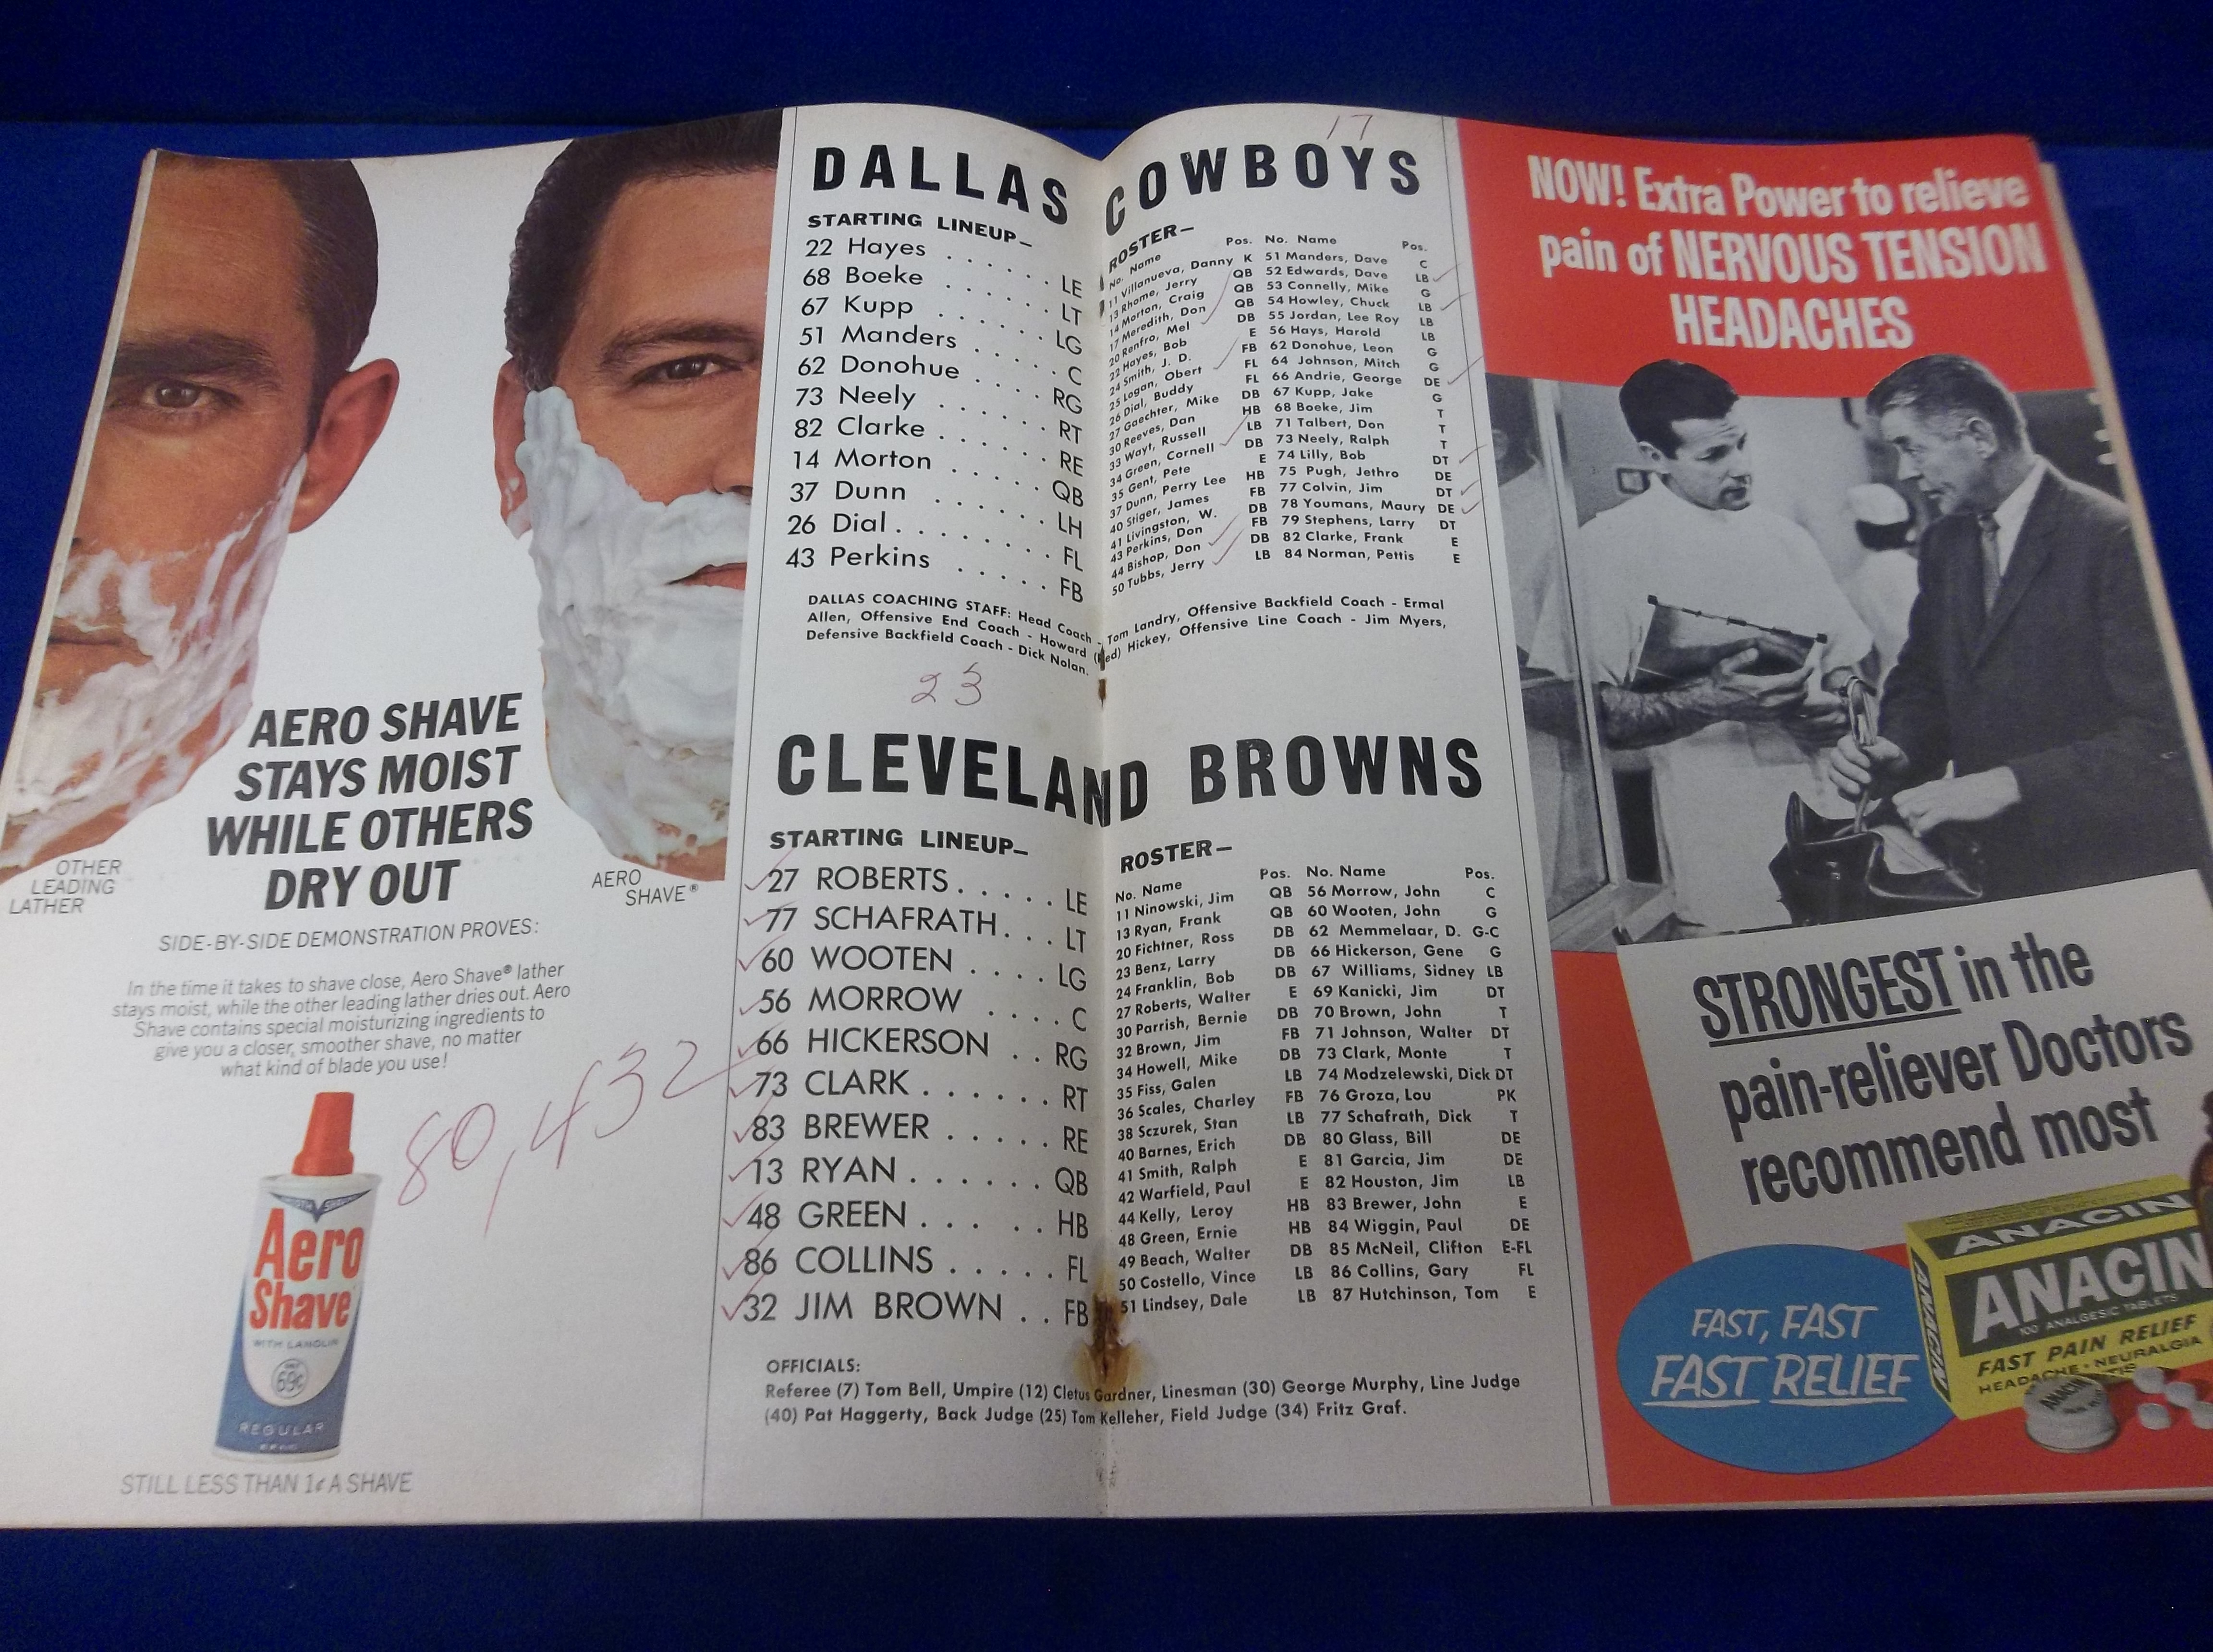 OTHER
LEADING
LATHER
AERO SHAVE
STAYS MOIST
WHILE OTHERS
DRY OUT
AERO
SHAVE®
SIDE-BY-SIDE DEMONSTRATION PROVES:
In the time it takes to shave close, Aero Shave® lather
stays moist, while the other leading lather dries out. Aero
Shave contains special moisturizing ingredients to
give you a closer, smoother shave, no matter
what kind of blade you use!
80,432
Aero
Shave
WITH LANOLIN
ONLY
69¢
REGULAR
STILL LESS THAN 1¢ A SHAVE
17
DALLAS COWBOYS
STARTING LINEUP—
22 Hayes . . . . . . LE
68 Boeke . . . . . . LT
67 Kupp . . . . . . LG
51 Manders . . . . C
62 Donohue . . . . RG
73 Neely . . . . . . RT
82 Clarke . . . . . . RE
14 Morton . . . . . QB
37 Dunn . . . . . . LH
26 Dial . . . . . . . . FL
43 Perkins . . . . . FB
ROSTER—
No. Name Pos.
11 Villanueva, Danny K
13 Rhome, Jerry QB
14 Morton, Craig QB
17 Meredith, Don QB
20 Renfro, Mel DB
22 Hayes, Bob E
24 Smith, J. D. FB
25 Logan, Obert FL
26 Dial, Buddy FL
27 Gaechter, Mike DB
30 Reeves, Dan HB
33 Wayt, Russell LB
34 Green, Cornell DB
35 Gent, Pete E
37 Dunn, Perry Lee HB
40 Stiger, James FB
41 Livingston, W. DB
43 Perkins, Don FB
44 Bishop, Don DB
50 Tubbs, Jerry LB
No. Name Pos.
51 Manders, Dave C
52 Edwards, Dave LB
53 Connelly, Mike G
54 Howley, Chuck LB
55 Jordan, Lee Roy LB
56 Hays, Harold LB
62 Donohue, Leon G
64 Johnson, Mitch G
66 Andrie, George DE
67 Kupp, Jake G
68 Boeke, Jim T
71 Talbert, Don T
73 Neely, Ralph T
74 Lilly, Bob DT
75 Pugh, Jethro DE
77 Colvin, Jim DT
78 Youmans, Maury DE
79 Stephens, Larry DT
82 Clarke, Frank E
84 Norman, Pettis E
DALLAS COACHING STAFF: Head Coach - Tom Landry, Offensive Backfield Coach - Ermal
Allen, Offensive End Coach - Howard (Red) Hickey, Offensive Line Coach - Jim Myers,
Defensive Backfield Coach - Dick Nolan.
23
CLEVELAND BROWNS
STARTING LINEUP—
27 ROBERTS . . . . . LE
77 SCHAFRATH . . . LT
60 WOOTEN . . . . LG
56 MORROW . . . . C
66 HICKERSON . . RG
73 CLARK . . . . . . RT
83 BREWER . . . . . RE
13 RYAN . . . . . . QB
48 GREEN . . . . . HB
86 COLLINS . . . . . FL
32 JIM BROWN . . FB
ROSTER—
No. Name Pos.
11 Ninowski, Jim QB
13 Ryan, Frank QB
20 Fichtner, Ross DB
23 Benz, Larry DB
24 Franklin, Bob DB
27 Roberts, Walter E
30 Parrish, Bernie DB
32 Brown, Jim FB
34 Howell, Mike DB
35 Fiss, Galen LB
36 Scales, Charley FB
38 Sczurek, Stan LB
40 Barnes, Erich DB
41 Smith, Ralph E
42 Warfield, Paul E
44 Kelly, Leroy HB
48 Green, Ernie HB
49 Beach, Walter DB
50 Costello, Vince LB
51 Lindsey, Dale LB
No. Name Pos.
56 Morrow, John C
60 Wooten, John G
62 Memmelaar, D. G-C
66 Hickerson, Gene G
67 Williams, Sidney LB
69 Kanicki, Jim DT
70 Brown, John T
71 Johnson, Walter DT
73 Clark, Monte T
74 Modzelewski, Dick DT
76 Groza, Lou PK
77 Schafrath, Dick T
80 Glass, Bill DE
81 Garcia, Jim DE
82 Houston, Jim LB
83 Brewer, John E
84 Wiggin, Paul DE
85 McNeil, Clifton E-FL
86 Collins, Gary FL
87 Hutchinson, Tom E
OFFICIALS:
Referee (7) Tom Bell, Umpire (12) Cletus Gardner, Linesman (30) George Murphy, Line Judge
(40) Pat Haggerty, Back Judge (25) Tom Kelleher, Field Judge (34) Fritz Graf.
NOW! Extra Power to relieve
pain of NERVOUS TENSION
HEADACHES
STRONGEST in the
pain-reliever Doctors
recommend most
FAST, FAST
FAST RELIEF
ANACIN
ANACIN
ANACIN
100 ANALGESIC TABLETS
FAST PAIN RELIEF
HEADACHE • NEURALGIA
ANACIN